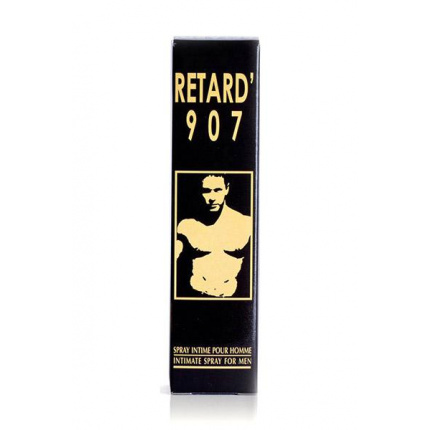 RETARD'
907
SPRAY INTIME POUR HOMME
INTIMATE SPRAY FOR MEN